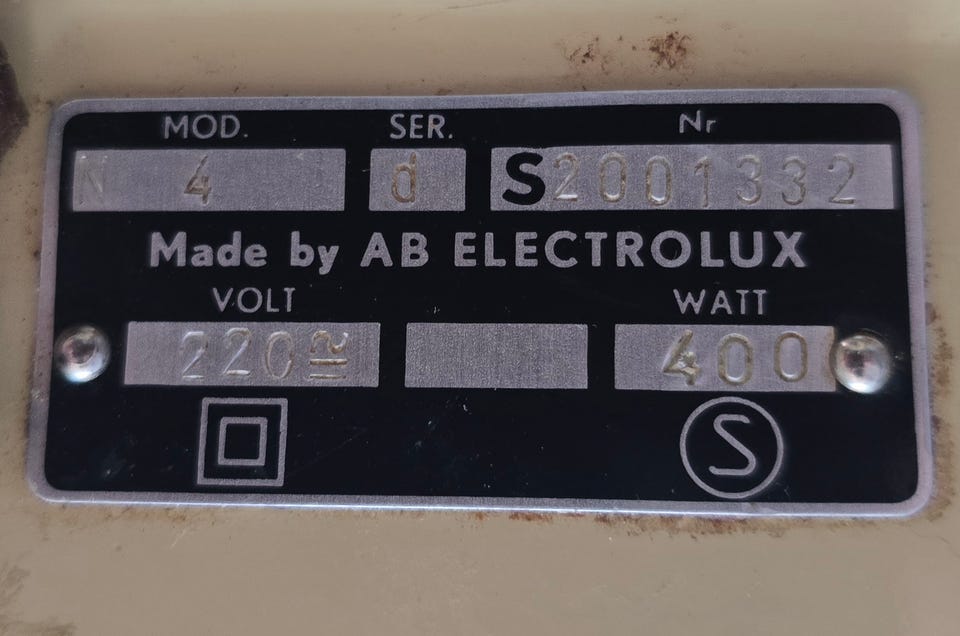 MOD. SER. Nr
N 4 d S2001332
Made by AB ELECTROLUX
VOLT WATT
220≂ 400
S